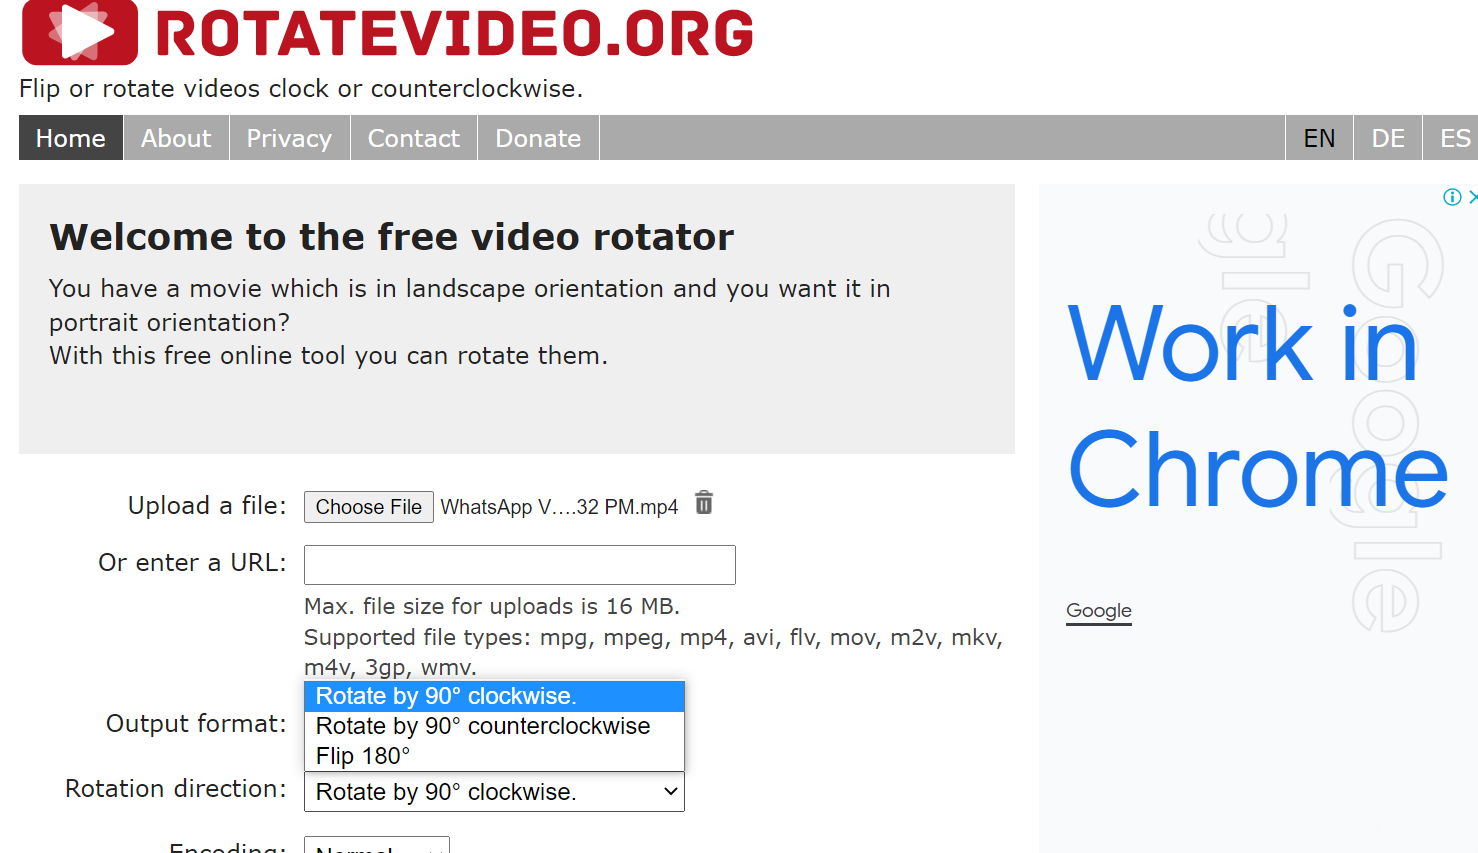 ROTATEVIDEO.ORG
Flip or rotate videos clock or counterclockwise.
Home About Privacy Contact Donate EN DE ES
Welcome to the free video rotator
You have a movie which is in landscape orientation and you want it in
portrait orientation?
With this free online tool you can rotate them.
Upload a file: Choose File WhatsApp V….32 PM.mp4
Or enter a URL:
Max. file size for uploads is 16 MB.
Supported file types: mpg, mpeg, mp4, avi, flv, mov, m2v, mkv,
m4v, 3gp, wmv.
Output format:
Rotate by 90° clockwise.
Rotate by 90° counterclockwise
Flip 180°
Rotation direction: Rotate by 90° clockwise.
Encoding: Normal
gle
Google
Work in
Chrome
Google